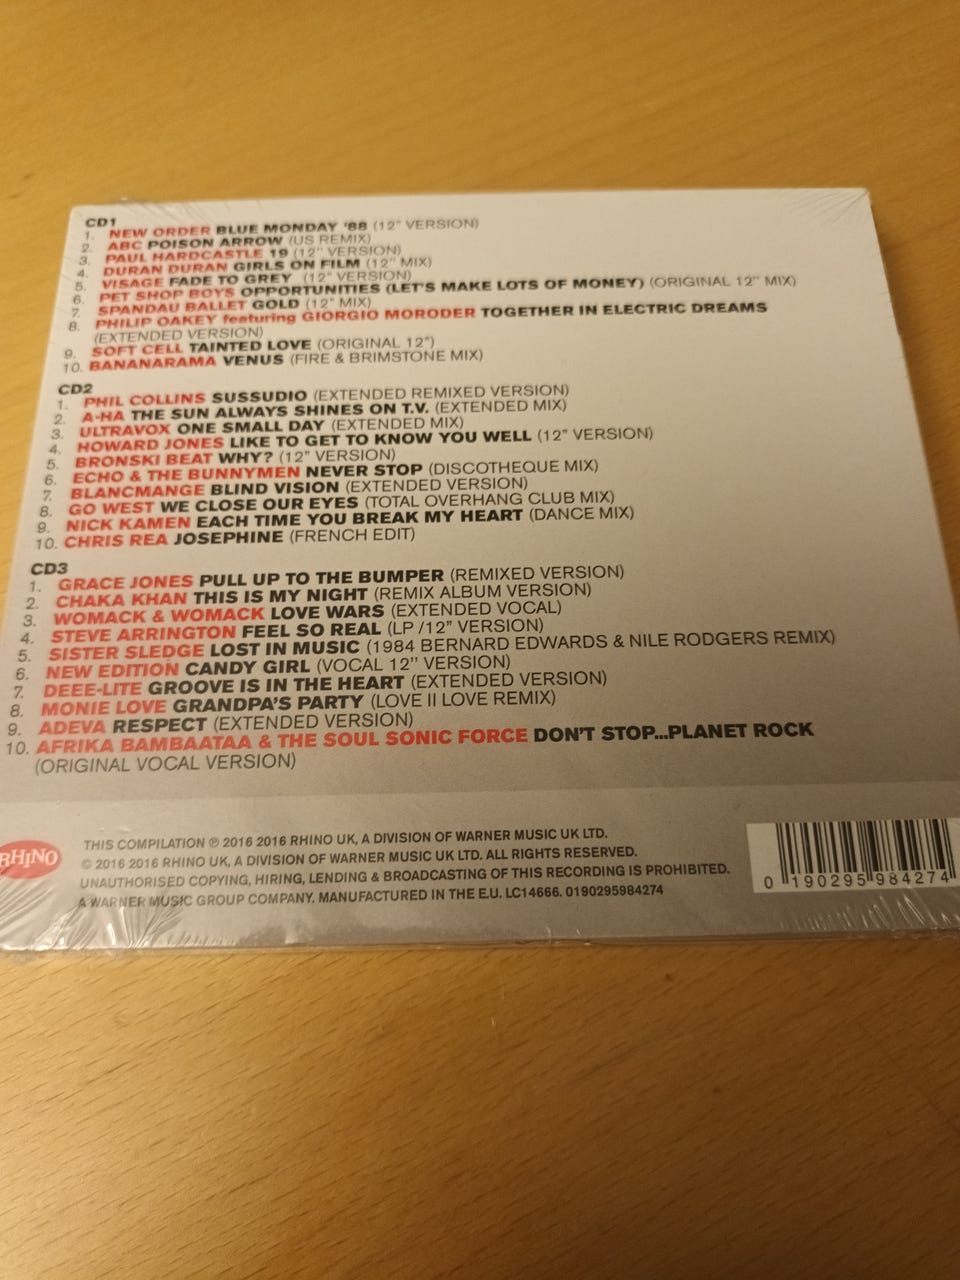 CD1
1. NEW ORDER BLUE MONDAY '88 (12" VERSION)
2. ABC POISON ARROW (US REMIX)
3. PAUL HARDCASTLE 19 (12" VERSION)
4. DURAN DURAN GIRLS ON FILM (12" MIX)
5. VISAGE FADE TO GREY (12" VERSION)
6. PET SHOP BOYS OPPORTUNITIES (LET'S MAKE LOTS OF MONEY) (ORIGINAL 12" MIX)
7. SPANDAU BALLET GOLD (12" MIX)
8. PHILIP OAKEY featuring GIORGIO MORODER TOGETHER IN ELECTRIC DREAMS
(EXTENDED VERSION)
9. SOFT CELL TAINTED LOVE (ORIGINAL 12")
10. BANANARAMA VENUS (FIRE & BRIMSTONE MIX)
CD2
1. PHIL COLLINS SUSSUDIO (EXTENDED REMIXED VERSION)
2. A-HA THE SUN ALWAYS SHINES ON T.V. (EXTENDED MIX)
3. ULTRAVOX ONE SMALL DAY (EXTENDED MIX)
4. HOWARD JONES LIKE TO GET TO KNOW YOU WELL (12" VERSION)
5. BRONSKI BEAT WHY? (12" VERSION)
6. ECHO & THE BUNNYMEN NEVER STOP (DISCOTHEQUE MIX)
7. BLANCMANGE BLIND VISION (EXTENDED VERSION)
8. GO WEST WE CLOSE OUR EYES (TOTAL OVERHANG CLUB MIX)
9. NICK KAMEN EACH TIME YOU BREAK MY HEART (DANCE MIX)
10. CHRIS REA JOSEPHINE (FRENCH EDIT)
CD3
1. GRACE JONES PULL UP TO THE BUMPER (REMIXED VERSION)
2. CHAKA KHAN THIS IS MY NIGHT (REMIX ALBUM VERSION)
3. WOMACK & WOMACK LOVE WARS (EXTENDED VOCAL)
4. STEVE ARRINGTON FEEL SO REAL (LP /12" VERSION)
5. SISTER SLEDGE LOST IN MUSIC (1984 BERNARD EDWARDS & NILE RODGERS REMIX)
6. NEW EDITION CANDY GIRL (VOCAL 12" VERSION)
7. DEEE-LITE GROOVE IS IN THE HEART (EXTENDED VERSION)
8. MONIE LOVE GRANDPA'S PARTY (LOVE II LOVE REMIX)
9. ADEVA RESPECT (EXTENDED VERSION)
10. AFRIKA BAMBAATAA & THE SOUL SONIC FORCE DON'T STOP...PLANET ROCK
(ORIGINAL VOCAL VERSION)
RHINO
THIS COMPILATION ℗ 2016 2016 RHINO UK, A DIVISION OF WARNER MUSIC UK LTD.
© 2016 2016 RHINO UK, A DIVISION OF WARNER MUSIC UK LTD. ALL RIGHTS RESERVED.
UNAUTHORISED COPYING, HIRING, LENDING & BROADCASTING OF THIS RECORDING IS PROHIBITED.
A WARNER MUSIC GROUP COMPANY. MANUFACTURED IN THE E.U. LC14666. 0190295984274
0 190295 984274